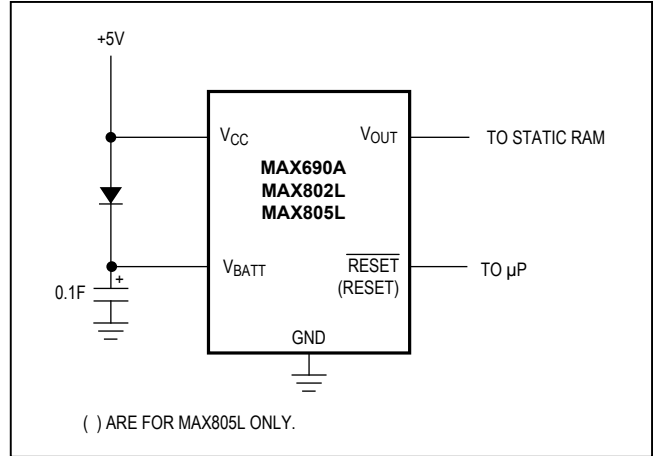 +5V
VCC
VOUT
TO STATIC RAM
MAX690A
MAX802L
MAX805L
VBATT
RESET
(RESET)
TO µP
+
0.1F
GND
( ) ARE FOR MAX805L ONLY.